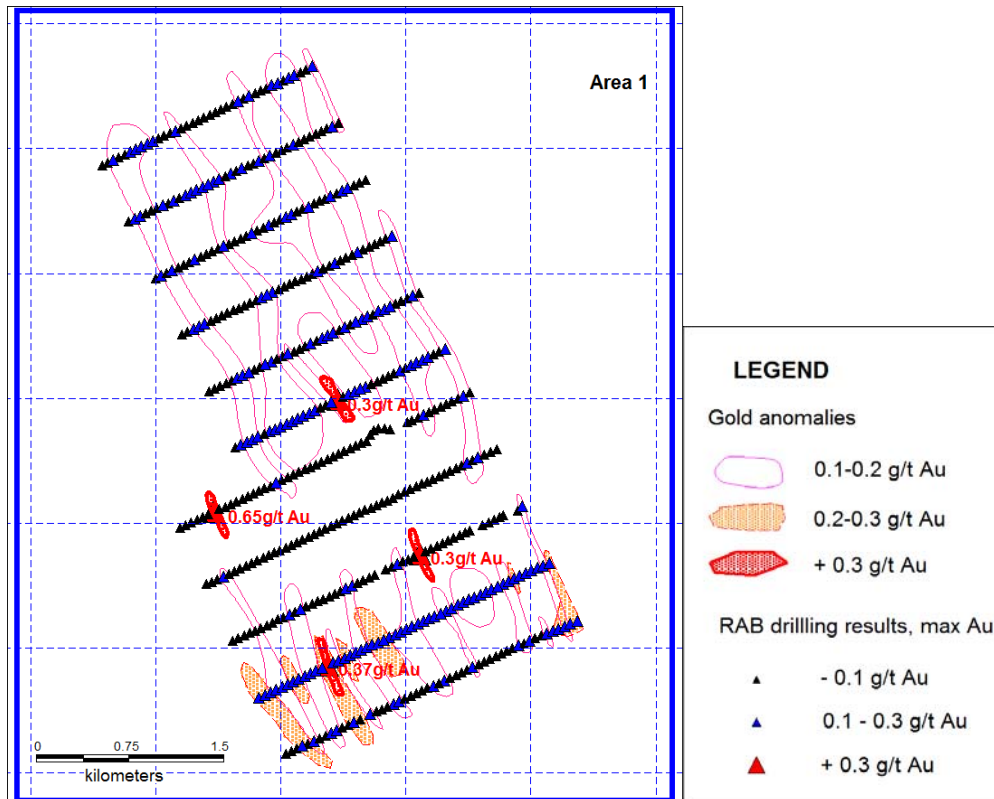 Area 1
0.3g/t Au
0.65g/t Au
0.3g/t Au
0.37g/t Au
0 0.75 1.5
kilometers
LEGEND
Gold anomalies
0.1-0.2 g/t Au
0.2-0.3 g/t Au
+ 0.3 g/t Au
RAB drillling results, max Au
- 0.1 g/t Au
0.1 - 0.3 g/t Au
+ 0.3 g/t Au